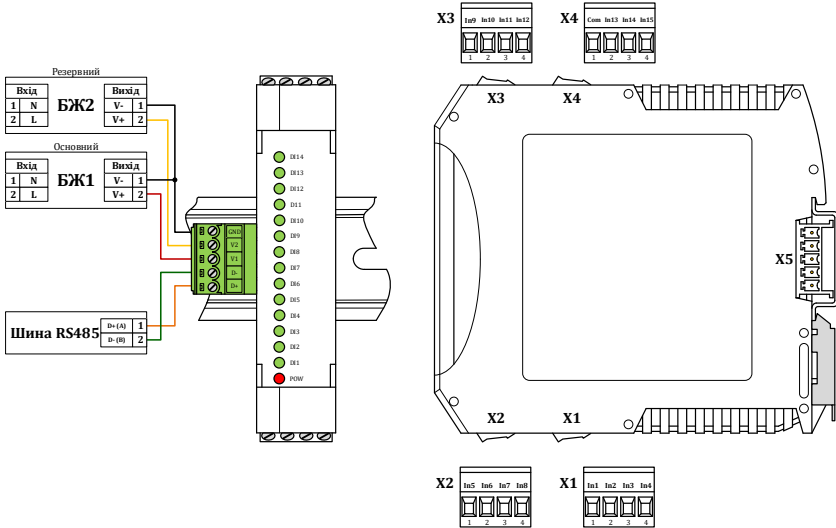 X3
In9 In10 In11 In12
1 2 3 4
X4
Com In13 In14 In15
1 2 3 4
Резервний
Вхід БЖ2 Вихід
1 N V- 1
2 L V+ 2
Основний
Вхід БЖ1 Вихід
1 N V- 1
2 L V+ 2
Шина RS485
D+(A) 1
D-(B) 2
GND
V2
V1
D-
D+
DI14
DI13
DI12
D11
DI10
DI9
DI8
DI7
DI6
DI5
DI4
DI3
DI2
DI1
POW
X3 X4
X5
X2 X1
X2
In5 In6 In7 In8
1 2 3 4
X1
In1 In2 In3 In4
1 2 3 4